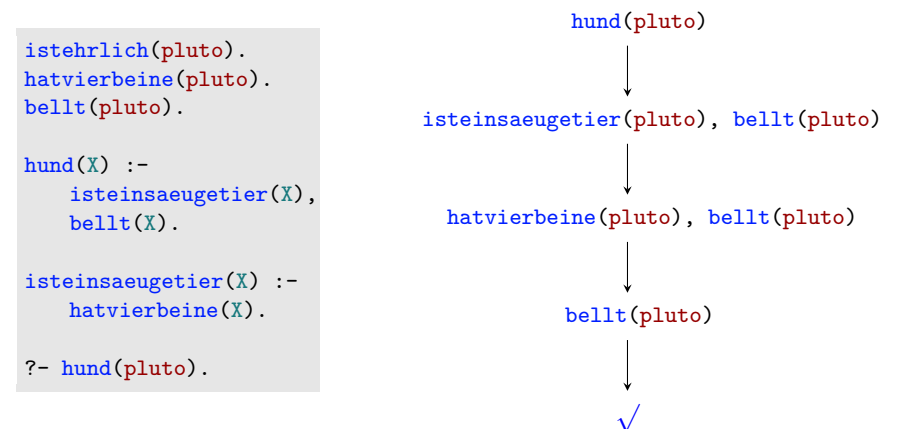 istehrlich(pluto).
hatvierbeine(pluto).
bellt(pluto).
hund(X) :-
isteinsaeugetier(X),
bellt(X).
isteinsaeugetier(X) :-
hatvierbeine(X).
?- hund(pluto).
hund(pluto)
isteinsaeugetier(pluto), bellt(pluto)
hatvierbeine(pluto), bellt(pluto)
bellt(pluto)
√